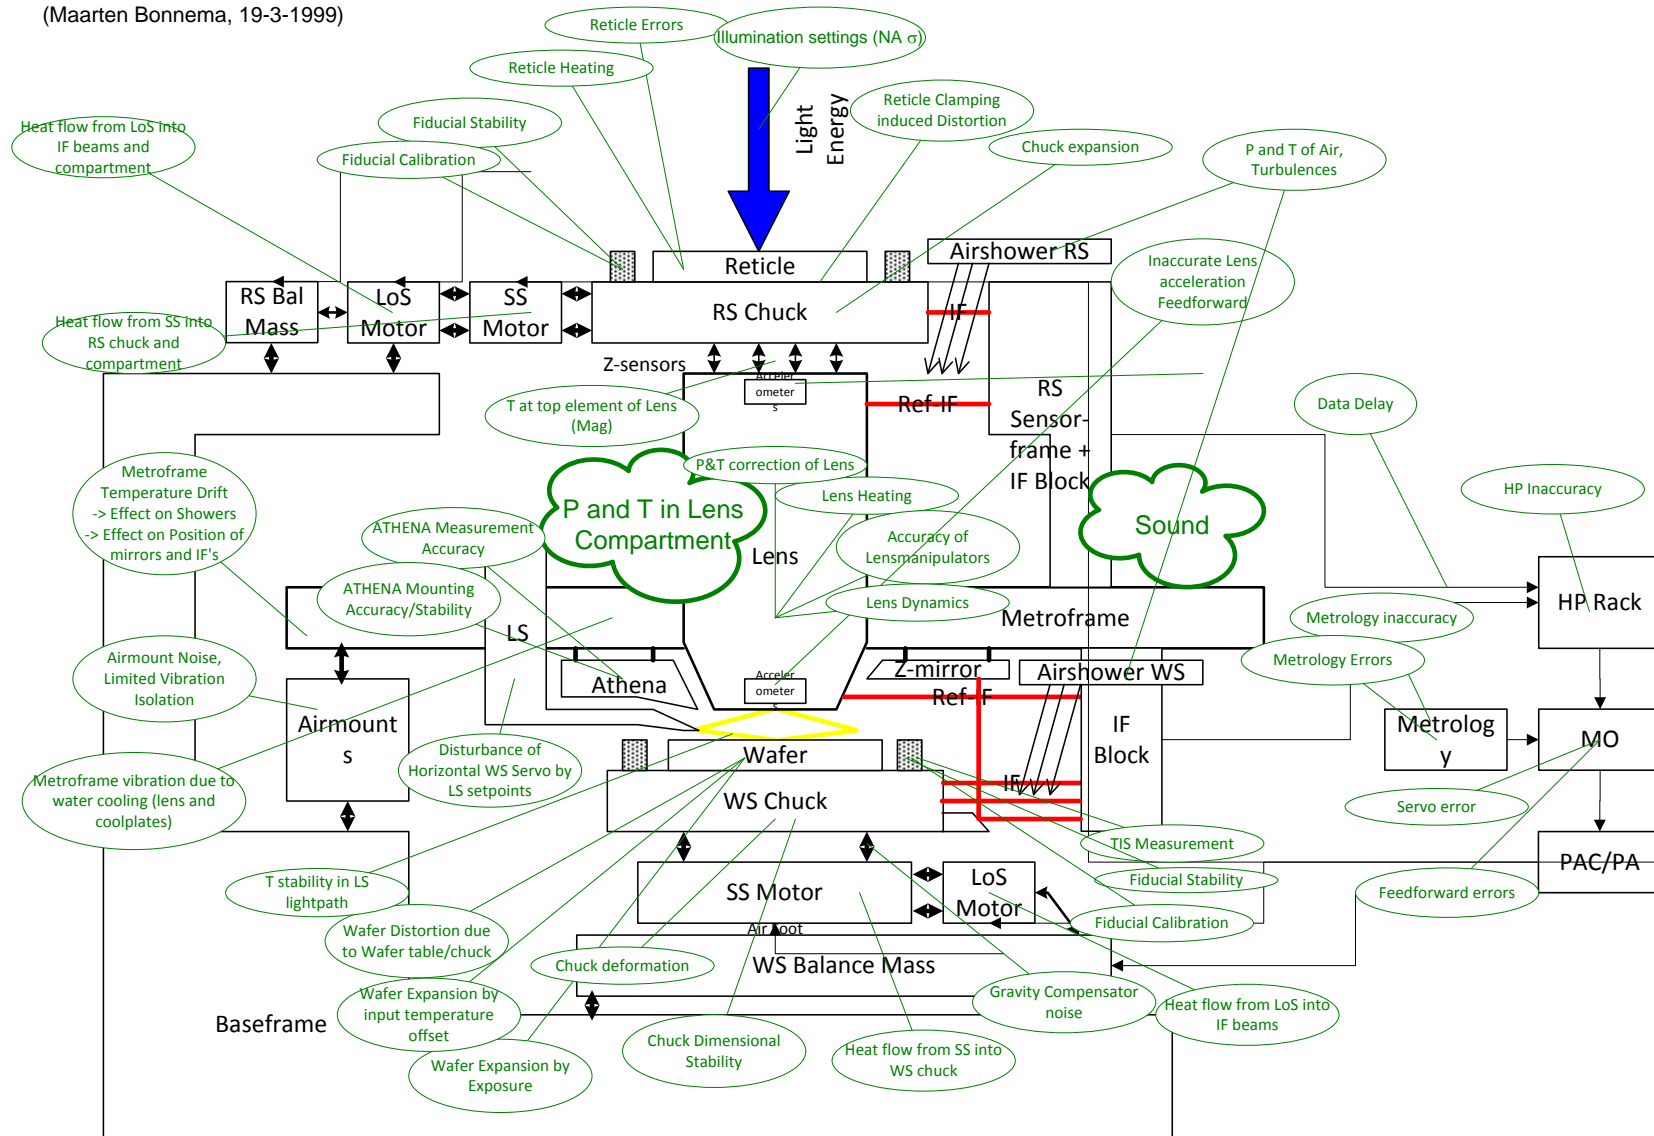 (Maarten Bonnema, 19-3-1999)
Reticle Errors
Illumination settings (NA σ)
Reticle Heating
Light
Energy
Reticle Clamping
induced Distortion
Heat flow from LoS into
IF beams and
compartment
Fiducial Stability
Fiducial Calibration
Chuck expansion
P and T of Air,
Turbulences
Airshower RS
Reticle
Inaccurate Lens
acceleration
Feedforward
RS Bal
Mass
LoS
Motor
SS
Motor
RS Chuck
IF
Heat flow from SS into
RS chuck and
compartment
Z-sensors
Acceler
ometer
s
T at top element of Lens
(Mag)
Ref-IF
RS
Sensor-
frame +
IF Block
Data Delay
Metroframe
Temperature Drift
-> Effect on Showers
-> Effect on Position of
mirrors and IF's
P&T correction of Lens
Lens Heating
HP Inaccuracy
P and T in Lens
Compartment
Sound
ATHENA Measurement
Accuracy
Accuracy of
Lensmanipulators
Lens
ATHENA Mounting
Accuracy/Stability
Lens Dynamics
Metroframe
HP Rack
Metrology inaccuracy
LS
Airmount Noise,
Limited Vibration
Isolation
Athena
Z-mirror
Airshower WS
Metrology Errors
Acceler
ometer
s
Ref-IF
Airmount
s
IF
Block
Metrolog
y
MO
Disturbance of
Horizontal WS Servo by
LS setpoints
Wafer
Metroframe vibration due to
water cooling (lens and
coolplates)
WS Chuck
IF
Servo error
TIS Measurement
PAC/PA
T stability in LS
lightpath
SS Motor
LoS
Motor
Fiducial Stability
Feedforward errors
Fiducial Calibration
Wafer Distortion due
to Wafer table/chuck
Air Foot
Chuck deformation
WS Balance Mass
Wafer Expansion by
input temperature
offset
Gravity Compensator
noise
Heat flow from LoS into
IF beams
Baseframe
Chuck Dimensional
Stability
Heat flow from SS into
WS chuck
Wafer Expansion by
Exposure